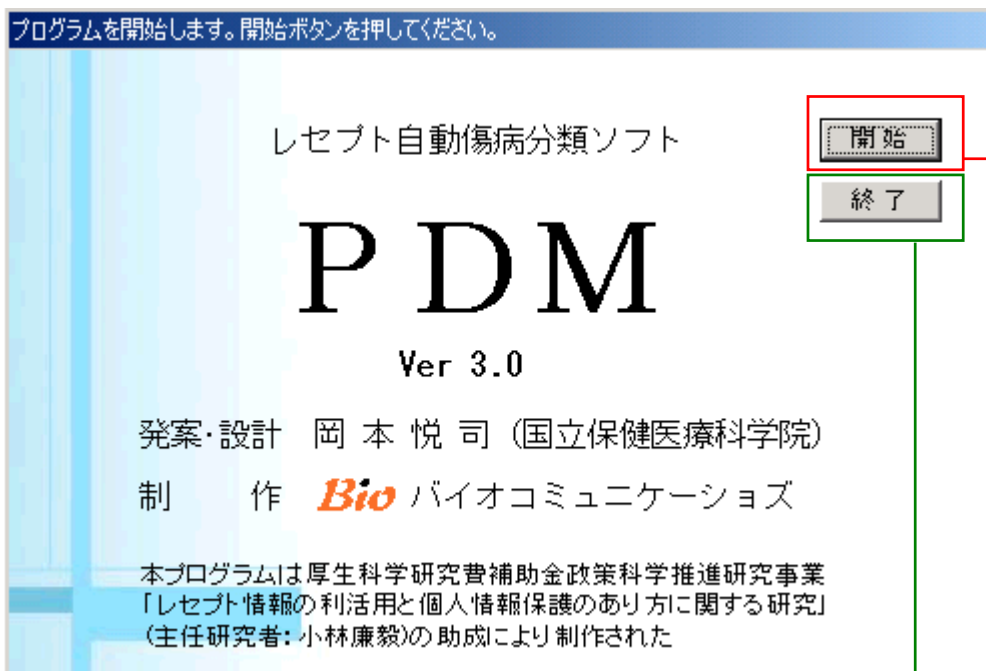 プログラムを開始します。開始ボタンを押してください。
レセプト自動傷病分類ソフト
開始
終了
PDM
Ver 3.0
発案・設計 岡本悦司(国立保健医療科学院)
制作 Bio バイオコミュニケーションズ
本プログラムは厚生科学研究費補助金政策科学推進研究事業
「レセプト情報の利活用と個人情報保護のあり方に関する研究」
(主任研究者:小林廉毅)の助成により制作された